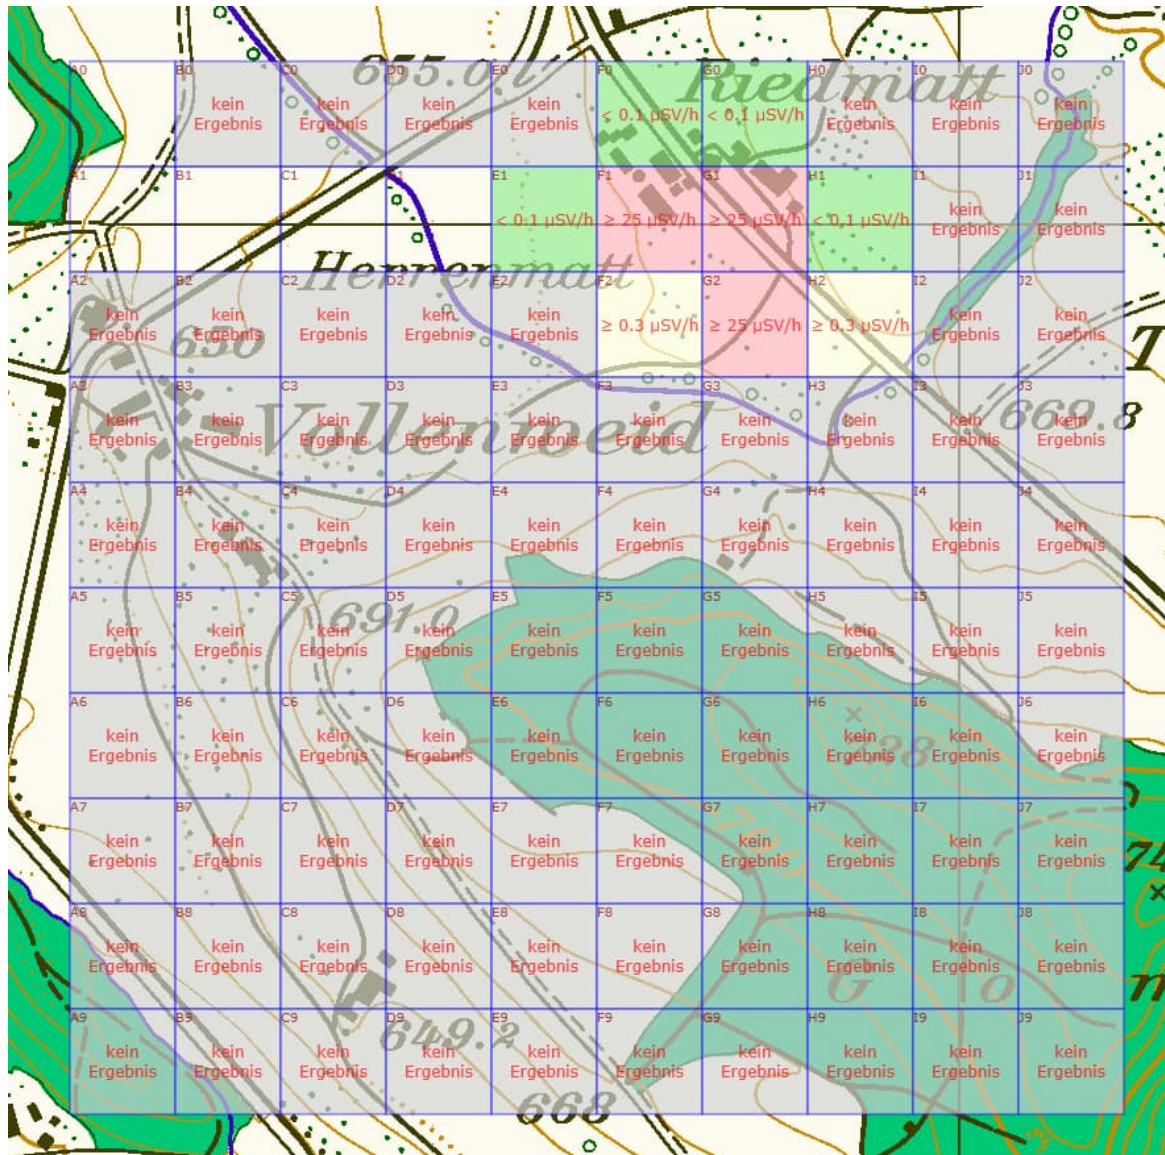 655.0 Riedmatt
A0 B0 C0 D0 E0 F0 G0 H0 I0 J0
kein kein kein kein < 0.1 µSV/h < 0.1 µSV/h kein kein kein
Ergebnis Ergebnis Ergebnis Ergebnis Ergebnis Ergebnis Ergebnis
A1 B1 C1 D1 E1 F1 G1 H1 I1 J1
< 0.1 µSV/h ≥ 25 µSV/h ≥ 25 µSV/h < 0.1 µSV/h kein kein
Ergebnis Ergebnis
Herrenmatt
A2 B2 C2 D2 E2 F2 G2 H2 I2 J2
kein kein kein kein kein ≥ 0.3 µSV/h ≥ 25 µSV/h ≥ 0.3 µSV/h kein kein
Ergebnis Ergebnis Ergebnis Ergebnis Ergebnis Ergebnis Ergebnis
650 T
A3 B3 C3 D3 E3 F3 G3 H3 I3 J3
kein kein kein kein kein kein kein kein kein kein
Ergebnis Ergebnis Ergebnis Ergebnis Ergebnis Ergebnis Ergebnis Ergebnis Ergebnis Ergebnis
Vollenweid 669.8
A4 B4 C4 D4 E4 F4 G4 H4 I4 J4
kein kein kein kein kein kein kein kein kein kein
Ergebnis Ergebnis Ergebnis Ergebnis Ergebnis Ergebnis Ergebnis Ergebnis Ergebnis Ergebnis
A5 B5 C5 D5 E5 F5 G5 H5 I5 J5
691.0
kein kein kein kein kein kein kein kein kein kein
Ergebnis Ergebnis Ergebnis Ergebnis Ergebnis Ergebnis Ergebnis Ergebnis Ergebnis Ergebnis
A6 B6 C6 D6 E6 F6 G6 H6 I6 J6
kein kein kein kein kein kein kein kein kein kein
Ergebnis Ergebnis Ergebnis Ergebnis Ergebnis Ergebnis Ergebnis Ergebnis Ergebnis Ergebnis
738
A7 B7 C7 D7 E7 F7 G7 H7 I7 J7
kein kein kein kein kein kein kein kein kein kein
Ergebnis Ergebnis Ergebnis Ergebnis Ergebnis Ergebnis Ergebnis Ergebnis Ergebnis Ergebnis
700 74
A8 B8 C8 D8 E8 F8 G8 H8 I8 J8
kein kein kein kein kein kein kein kein kein kein
Ergebnis Ergebnis Ergebnis Ergebnis Ergebnis Ergebnis Ergebnis Ergebnis Ergebnis Ergebnis
G o n
A9 B9 C9 D9 E9 F9 G9 H9 I9 J9
649.2
kein kein kein kein kein kein kein kein kein kein
Ergebnis Ergebnis Ergebnis Ergebnis Ergebnis Ergebnis Ergebnis Ergebnis Ergebnis Ergebnis
668